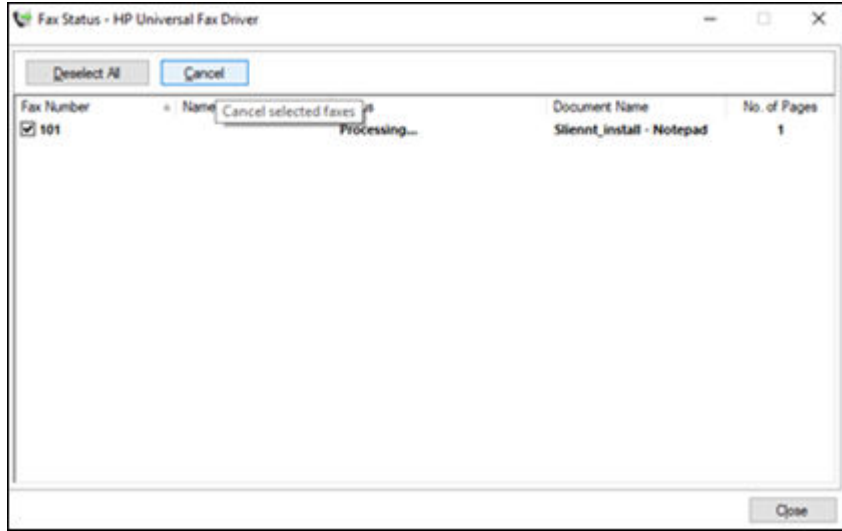 Fax Status - HP Universal Fax Driver
Deselect All Cancel
Fax Number Name us Document Name No. of Pages
Cancel selected faxes
101 Processing... Sliennt_install - Notepad 1
Close